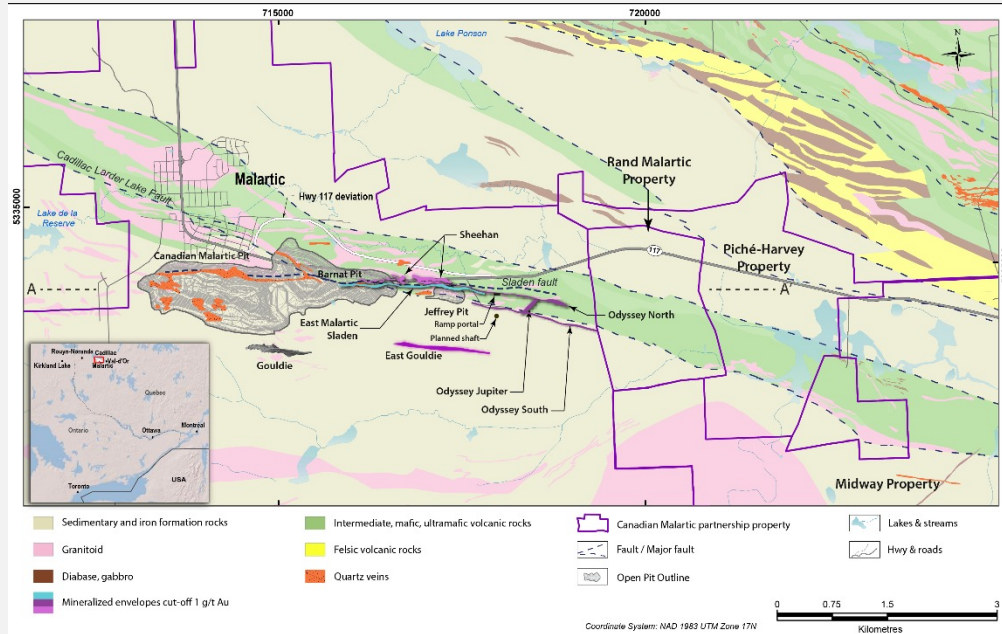 715000
720000
Lake Ponson
N
Cadillac Larder Lake Fault
Malartic
Hwy 117 deviation
Rand Malartic
Property
5335000
Lake de la
Reserve
Sheehan
Canadian Malartic Pit
Barnat Pit
117
Piché-Harvey
Property
Sladen fault
A
A'
East Malartic
Sladen
Jeffrey Pit
Ramp portal
Planned shaft
Odyssey North
Gouldie
East Gouldie
Odyssey Jupiter
Odyssey South
Midway Property
Rouyn-Noranda
Cadillac
Val-d'Or
Kirkland Lake
Malartic
Quebec
Ontario
Ottawa
Montréal
Toronto
USA
Sedimentary and iron formation rocks
Intermediate, mafic, ultramafic volcanic rocks
Canadian Malartic partnership property
Lakes & streams
Granitoid
Felsic volcanic rocks
Fault / Major fault
Hwy & roads
Diabase, gabbro
Quartz veins
Open Pit Outline
Mineralized envelopes cut-off 1 g/t Au
0 0.75 1.5 3
Kilometres
Coordinate System: NAD 1983 UTM Zone 17N